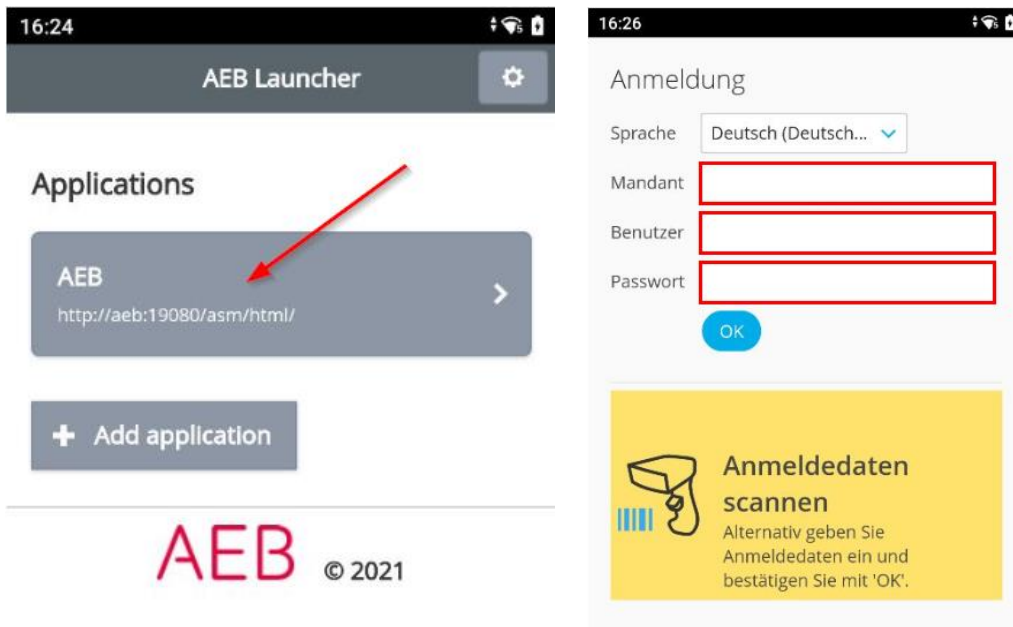 16:24
AEB Launcher
Applications
AEB
http://aeb:19080/asm/html/
+ Add application
AEB © 2021
16:26
Anmeldung
Sprache Deutsch (Deutsch...
Mandant
Benutzer
Passwort
OK
Anmeldedaten
scannen
Alternativ geben Sie
Anmeldedaten ein und
bestätigen Sie mit 'OK'.